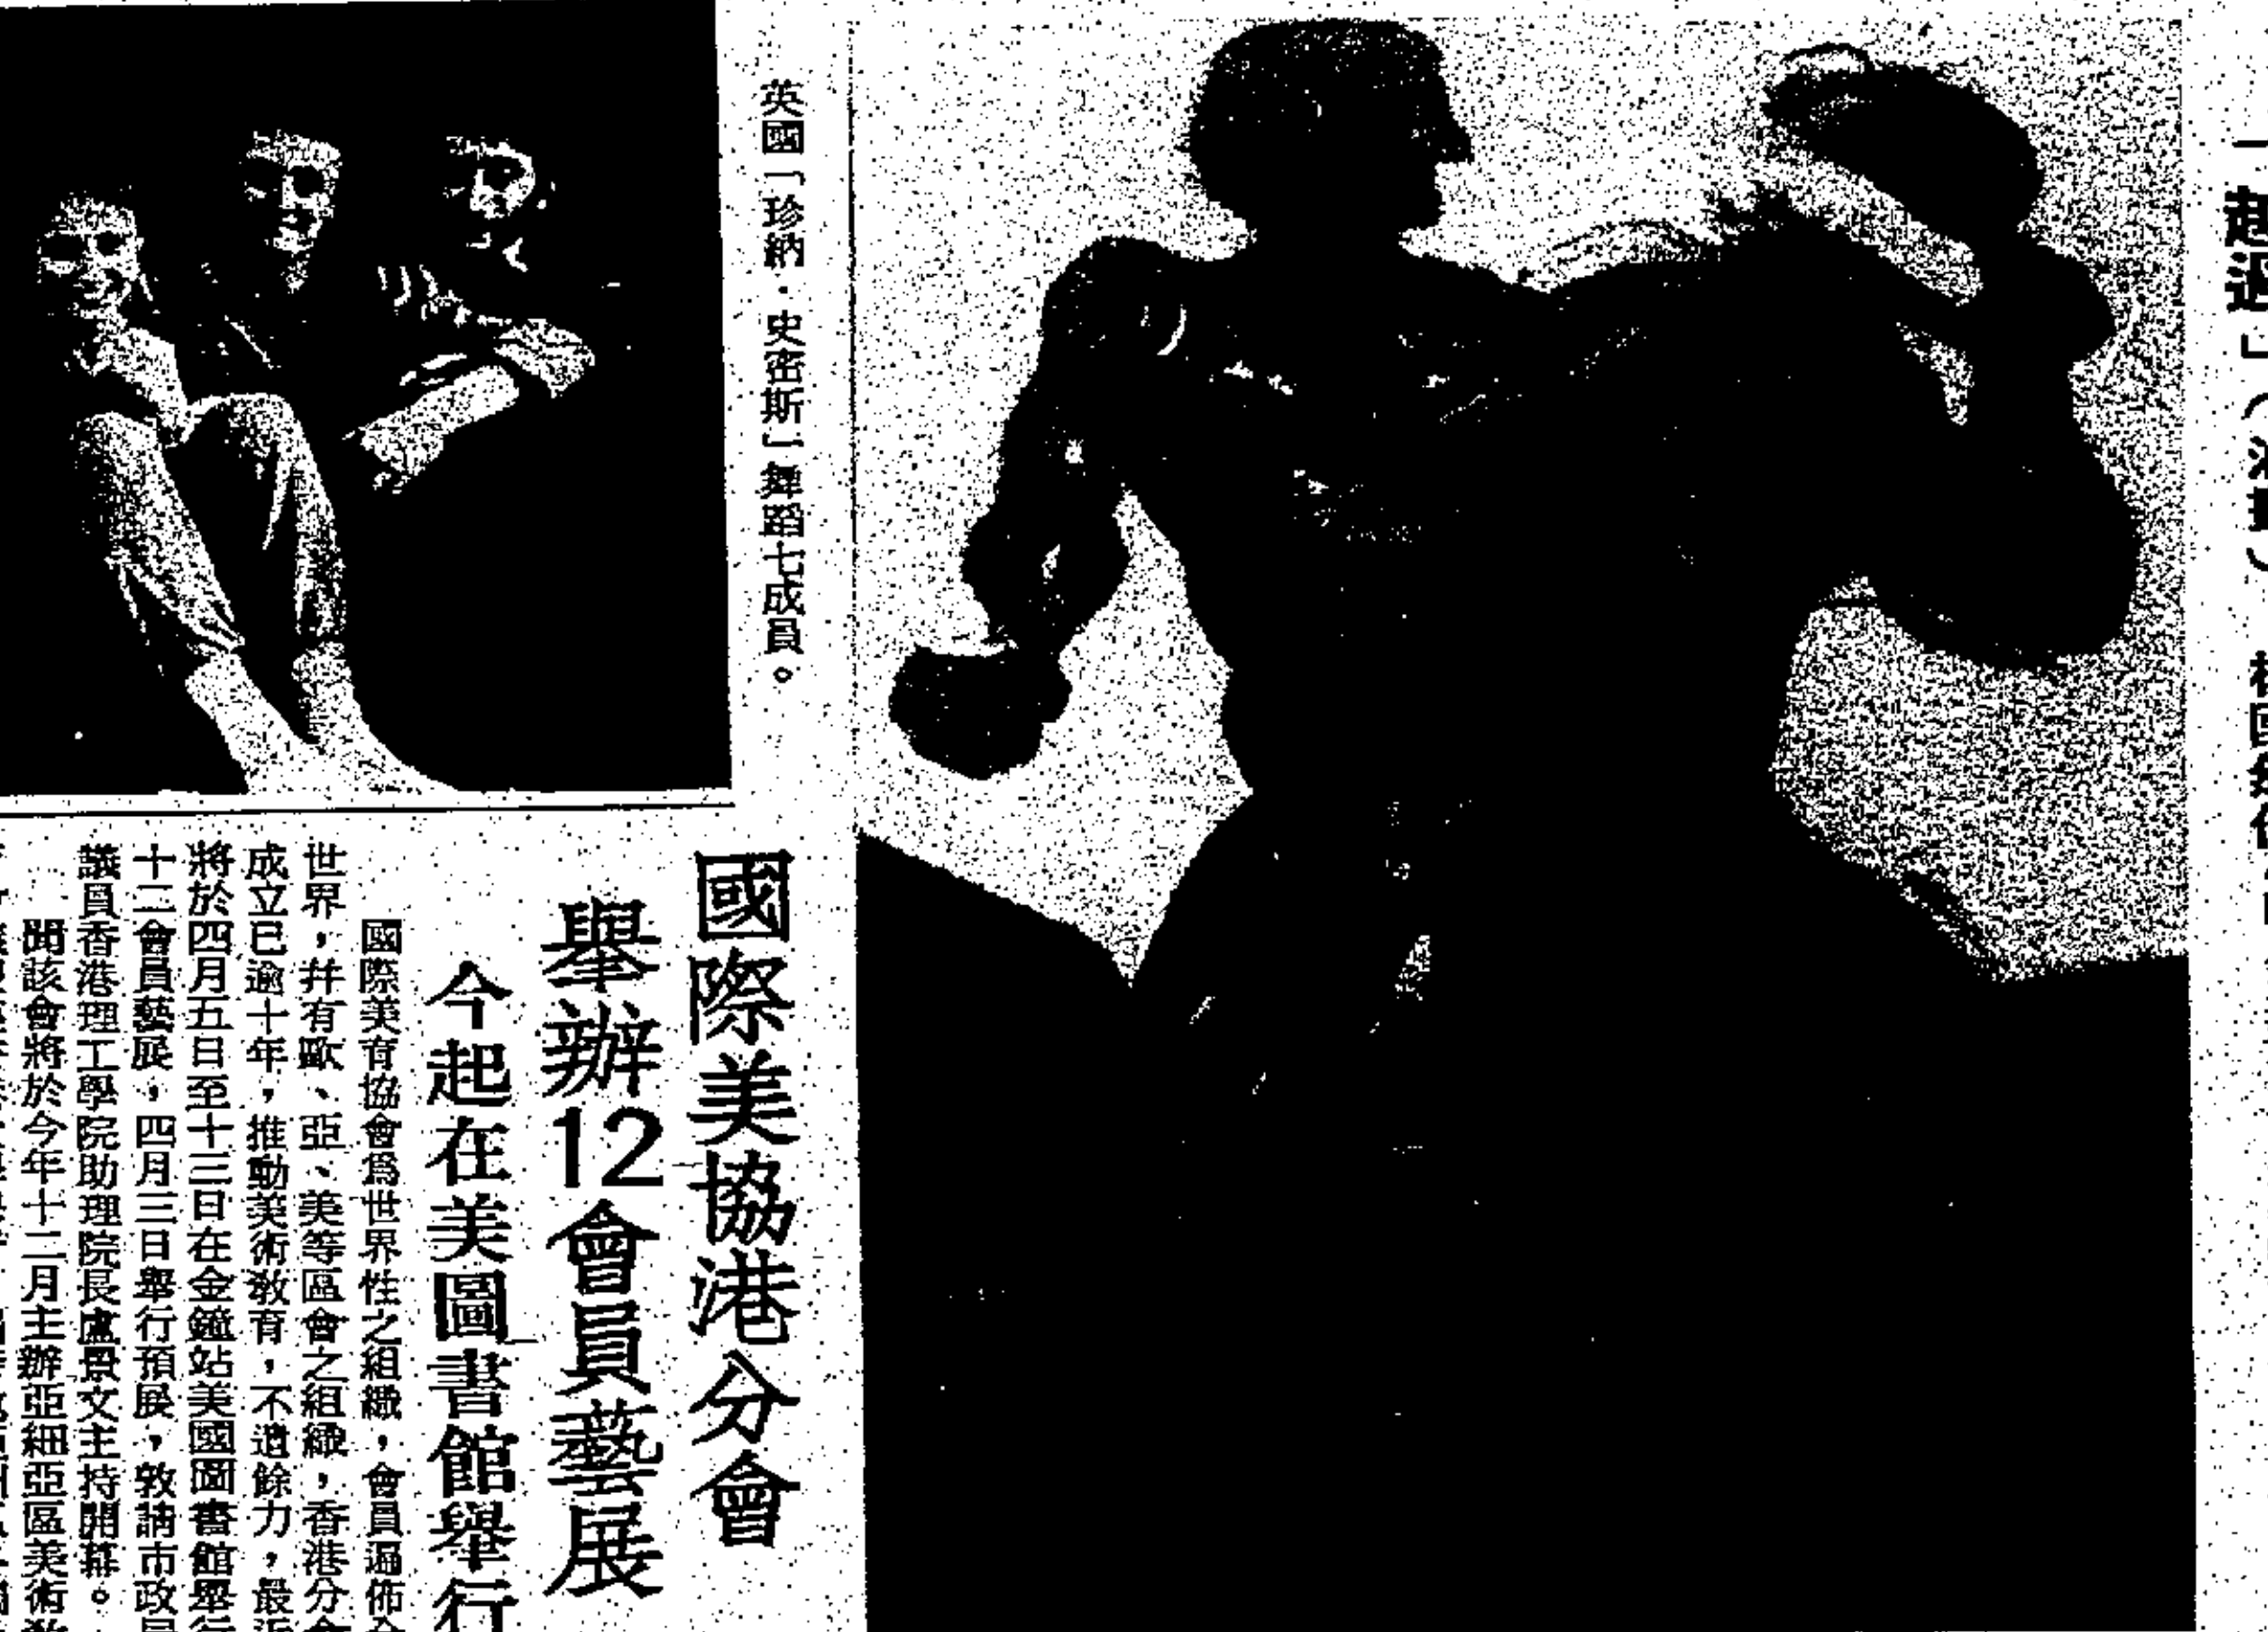 英國「珍納·史密斯」舞蹈七成員。
國際美協港分會
舉辦12會員藝展
今起在美圖書館舉行
國際美育協會爲世界性之組織，會員遍佈全
世界，幷有歐、亞、美等區會之組織，香港分會
成立已逾十年，推動美術敎育，不遺餘力，最近
將於四月五日至十三日在金鐘站美國圖書館舉行
十二會員藝展，四月三日舉行預展，敦請市政局
議員香港理工學院助理院長盧景文主持開幕。
聞該會將於今年十二月主辦亞細亞區美術敎